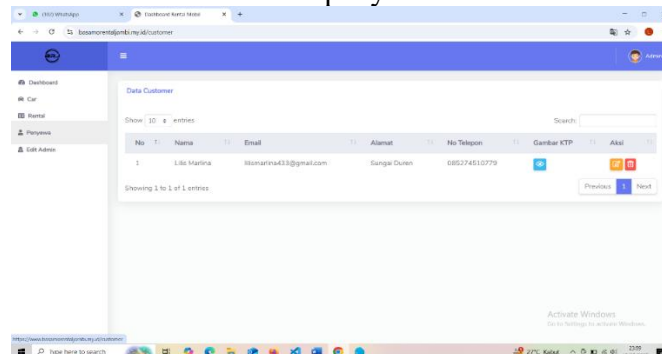 WhatsApp Dashboard Rental Mobil
basamorentaljambi.my.id/customer
Admin
Dashboard
Car
Rental
Penyewa
Edit Admin
Data Customer
Show 10 entries
Search:
No Nama Email Alamat No Telepon Gambar KTP Aksi
1 Lilis Marlina lilismarlina433@gmail.com Sungai Duren 085274510779
Showing 1 to 1 of 1 entries
Previous 1 Next
Activate Windows
Go to Settings to activate Windows.
https://www.basamorentaljambi.my.id/customer
Type here to search
27°C Kabut 23:09